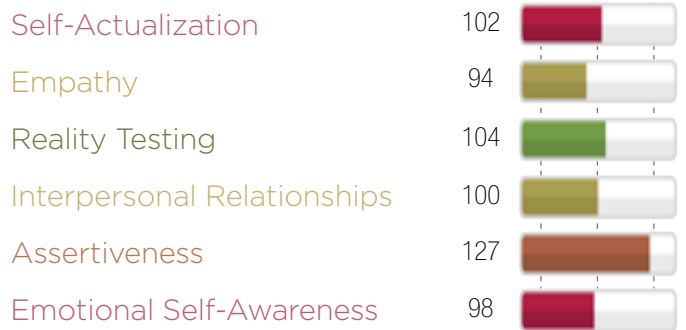 Self-Actualization 102
Empathy 94
Reality Testing 104
Interpersonal Relationships 100
Assertiveness 127
Emotional Self-Awareness 98